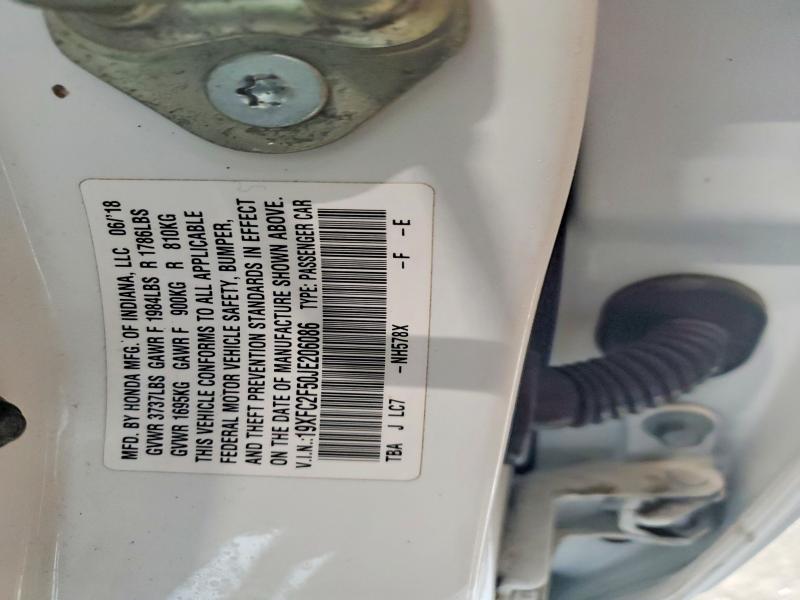 MFD. BY HONDA MFG. OF INDIANA, LLC 06/'18
GVWR 3737LBS GAWR F 1984LBS R 1786LBS
GVWR 1695KG GAWR F 900KG R 810KG
THIS VEHICLE CONFORMS TO ALL APPLICABLE
FEDERAL MOTOR VEHICLE SAFETY, BUMPER,
AND THEFT PREVENTION STANDARDS IN EFFECT
ON THE DATE OF MANUFACTURE SHOWN ABOVE.
V.I.N.:19XFC2F50JE206086 TYPE: PASSENGER CAR
TBA J LC7 -NH578X -F -E